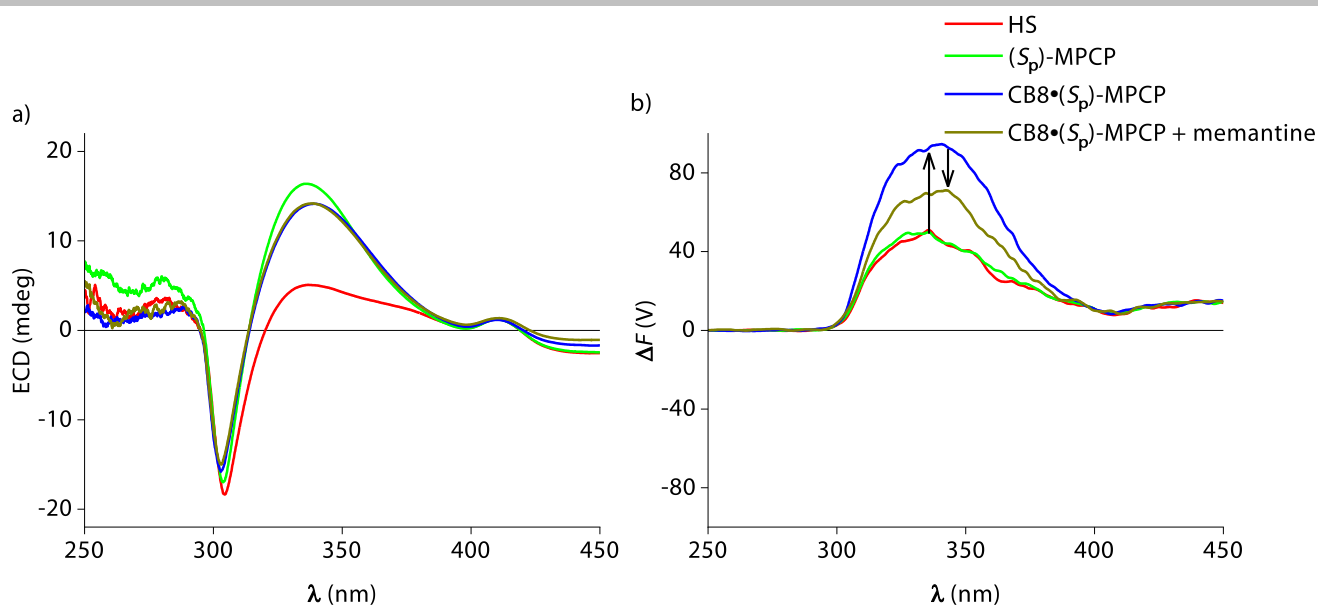 HS
(Sp)-MPCP
CB8•(Sp)-MPCP
CB8•(Sp)-MPCP + memantine
a)
20
10
0
-10
-20
250 300 350 400 450
ECD (mdeg)
λ (nm)
b)
80
40
0
-40
-80
250 300 350 400 450
ΔF (V)
λ (nm)